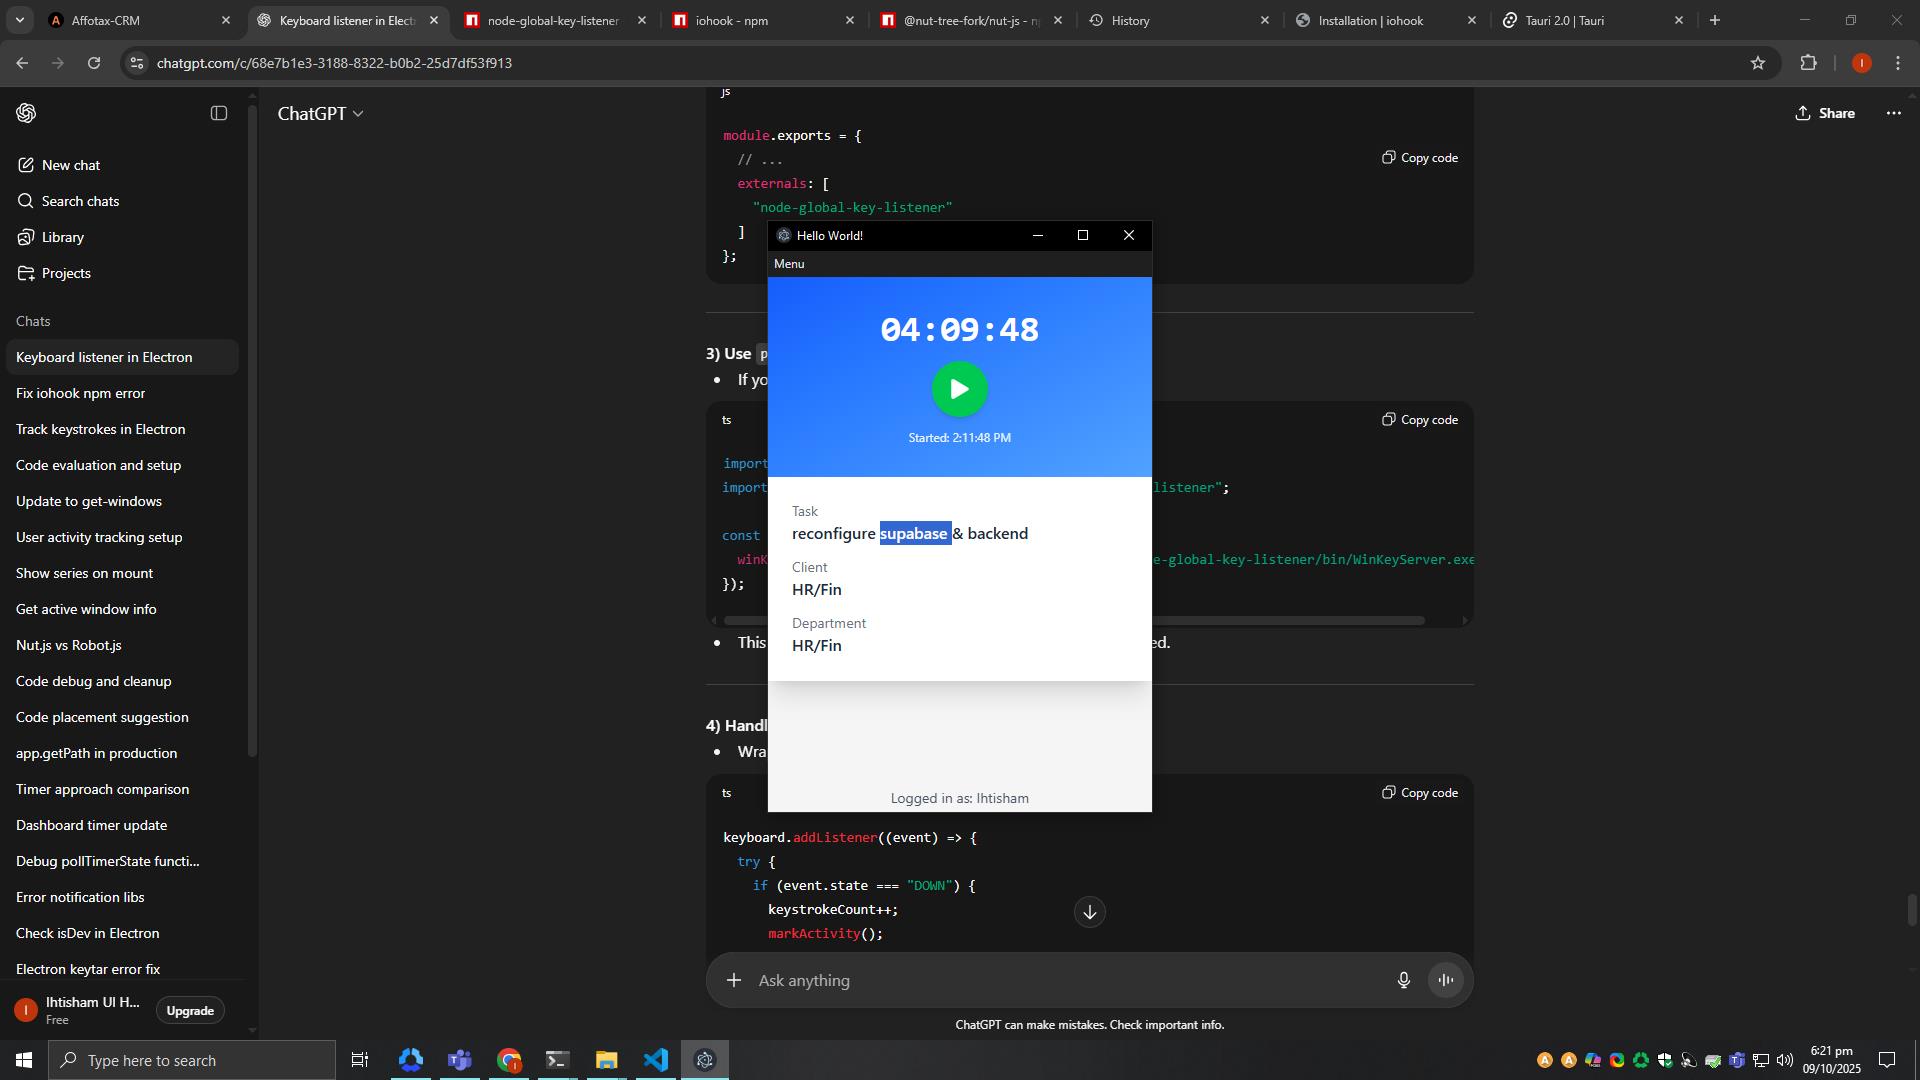 Affotax-CRM
Keyboard listener in Elect
node-global-key-listener
iohook - npm
@nut-tree-fork/nut-js - n
History
Installation | iohook
Tauri 2.0 | Tauri
chatgpt.com/c/68e7b1e3-3188-8322-b0b2-25d7df53f913
I
ChatGPT
Share
New chat
Search chats
Library
Projects
Chats
Keyboard listener in Electron
Fix iohook npm error
Track keystrokes in Electron
Code evaluation and setup
Update to get-windows
User activity tracking setup
Show series on mount
Get active window info
Nut.js vs Robot.js
Code debug and cleanup
Code placement suggestion
app.getPath in production
Timer approach comparison
Dashboard timer update
Debug pollTimerState functi...
Error notification libs
Check isDev in Electron
Electron keytar error fix
I
Ihtisham Ul H...
Free
Upgrade
js
Copy code
module.exports = {
// ...
externals: [
"node-global-key-listener"
]
};
3) Use p
If yo
ts
Copy code
import
import listener";
const
winK e-global-key-listener/bin/WinKeyServer.exe
});
This ed.
4) Handl
Wra
ts
Copy code
keyboard.addListener((event) => {
try {
if (event.state === "DOWN") {
keystrokeCount++;
markActivity();
Hello World!
Menu
04:09:48
Started: 2:11:48 PM
Task
reconfigure supabase & backend
Client
HR/Fin
Department
HR/Fin
Logged in as: Ihtisham
Ask anything
ChatGPT can make mistakes. Check important info.
Type here to search
6:21 pm
09/10/2025